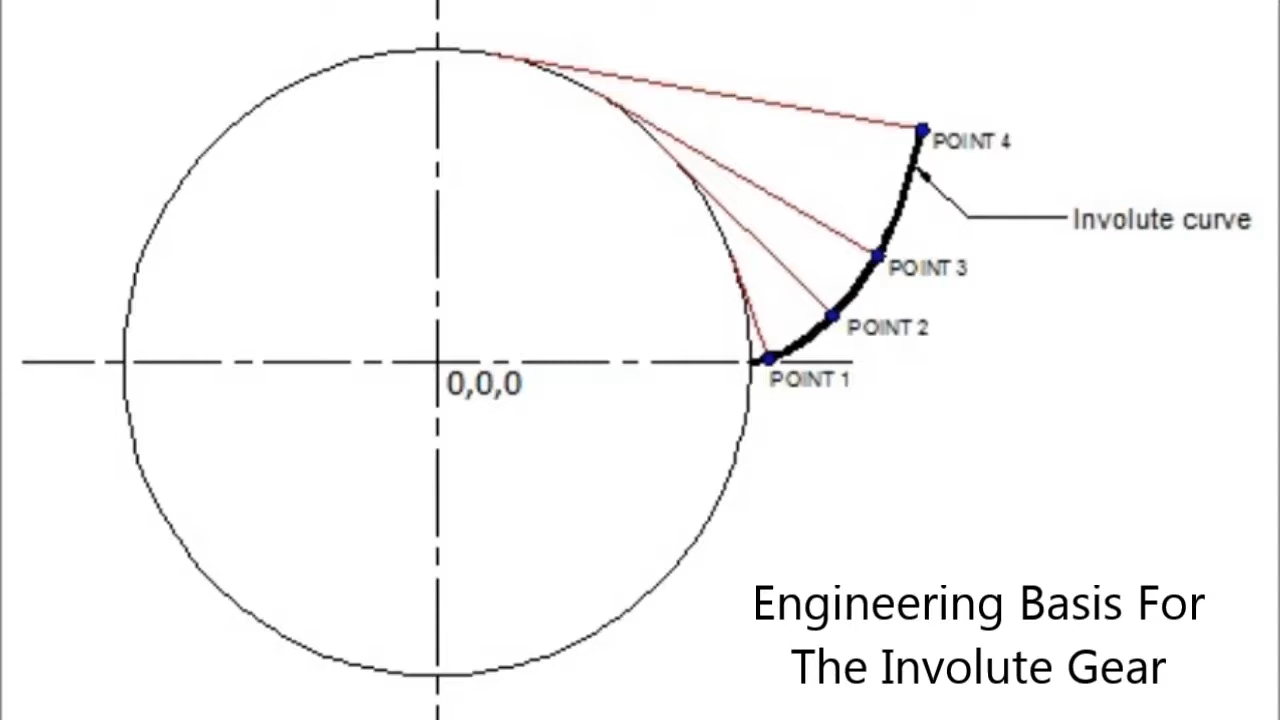 POINT 4
Involute curve
POINT 3
POINT 2
POINT 1
0,0,0
Engineering Basis For
The Involute Gear